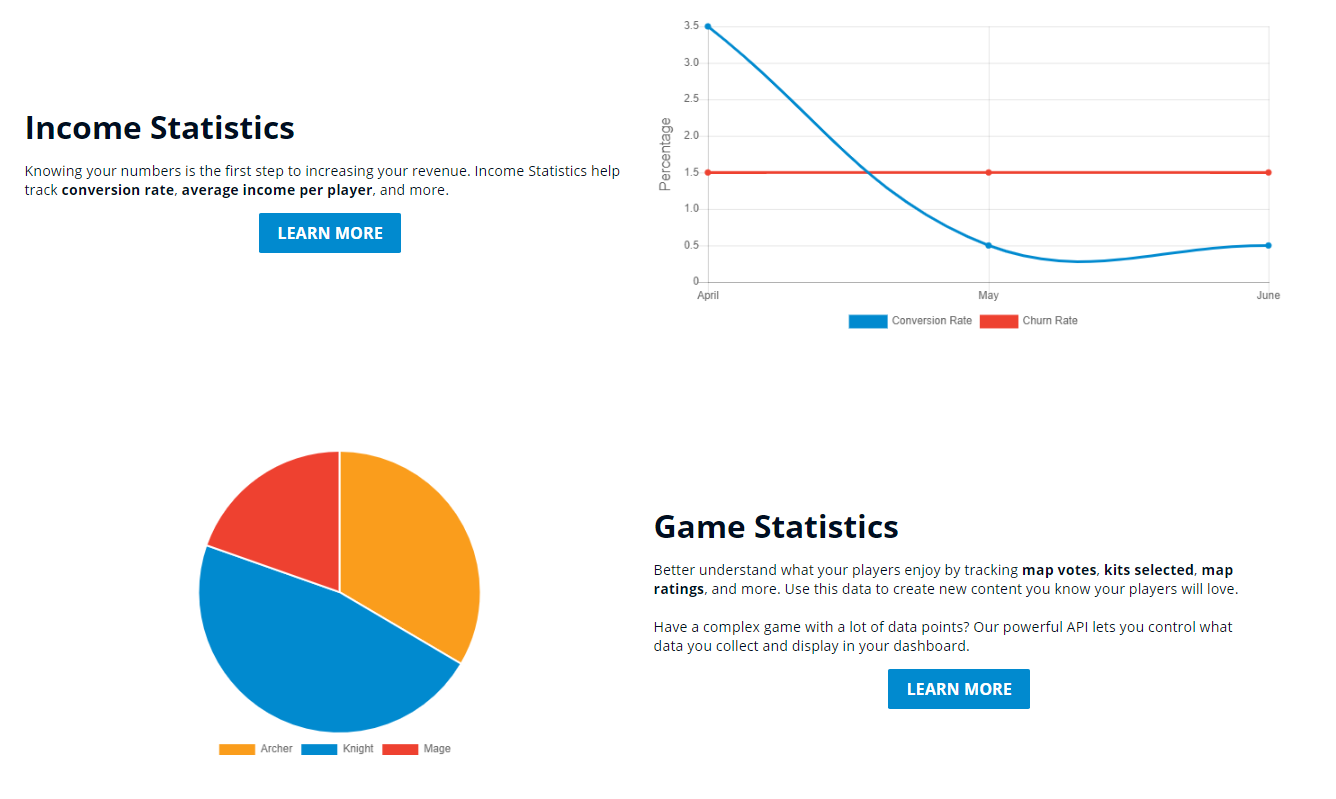 Income Statistics
Knowing your numbers is the first step to increasing your revenue. Income Statistics help
track conversion rate, average income per player, and more.
LEARN MORE
3.5
3.0
2.5
2.0
1.5
1.0
0.5
0
Percentage
April May June
Conversion Rate Churn Rate
Archer Knight Mage
Game Statistics
Better understand what your players enjoy by tracking map votes, kits selected, map
ratings, and more. Use this data to create new content you know your players will love.
Have a complex game with a lot of data points? Our powerful API lets you control what
data you collect and display in your dashboard.
LEARN MORE